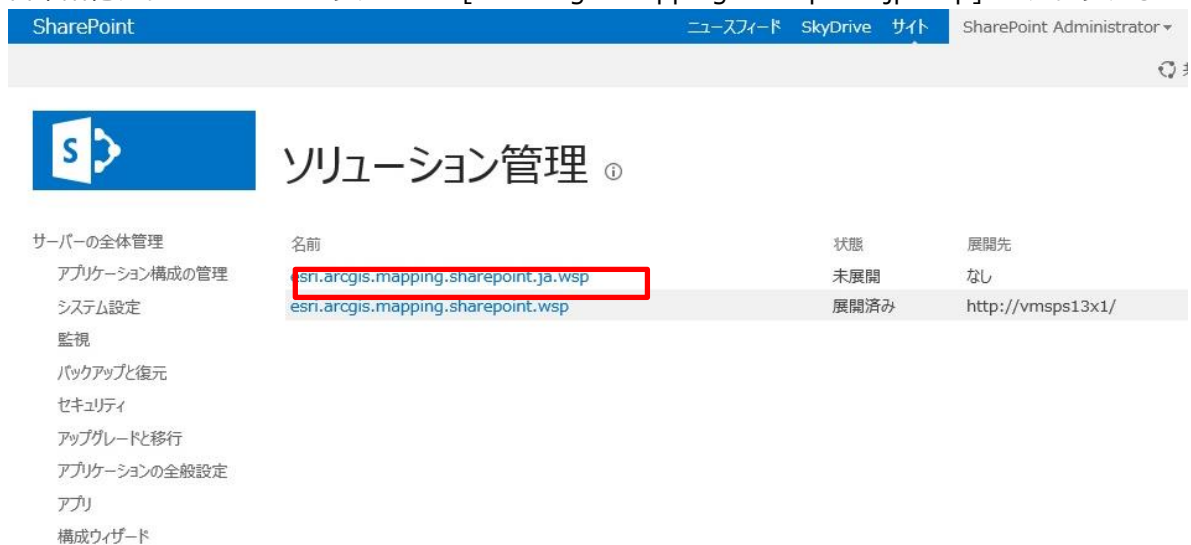 SharePoint ニュースフィード SkyDrive サイト SharePoint Administrator
ソリューション管理
サーバーの全体管理
アプリケーション構成の管理
システム設定
監視
バックアップと復元
セキュリティ
アップグレードと移行
アプリケーションの全般設定
アプリ
構成ウィザード
名前 状態 展開先
esri.arcgis.mapping.sharepoint.ja.wsp 未展開 なし
esri.arcgis.mapping.sharepoint.wsp 展開済み http://vmsps13x1/